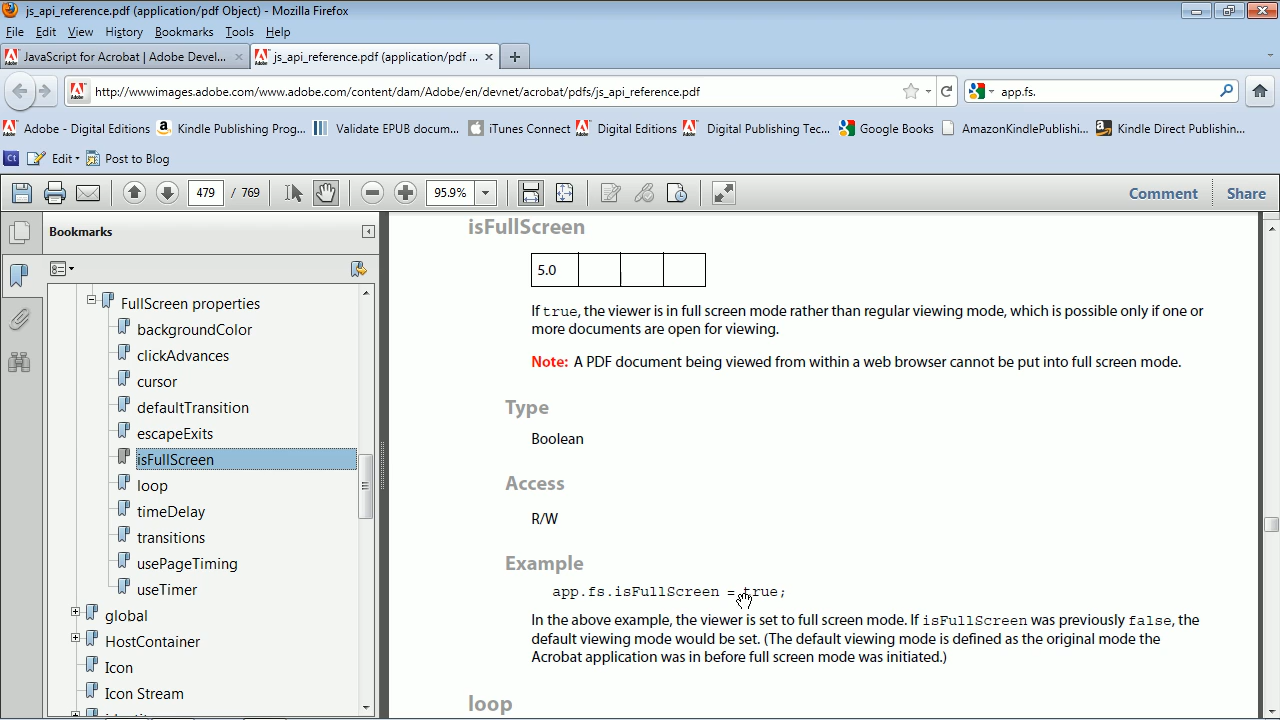 js_api_reference.pdf (application/pdf Object) - Mozilla Firefox
File Edit View History Bookmarks Tools Help
JavaScript for Acrobat | Adobe Devel... js_api_reference.pdf (application/pdf ...
http://wwwimages.adobe.com/www.adobe.com/content/dam/Adobe/en/devnet/acrobat/pdfs/js_api_reference.pdf app.fs.
Adobe - Digital Editions Kindle Publishing Prog... Validate EPUB docum... iTunes Connect Digital Editions Digital Publishing Tec... Google Books AmazonKindlePublishi... Kindle Direct Publishin...
Ct Edit Post to Blog
479 / 769 95.9% Comment Share
Bookmarks
FullScreen properties
backgroundColor
clickAdvances
cursor
defaultTransition
escapeExits
isFullScreen
loop
timeDelay
transitions
usePageTiming
useTimer
global
HostContainer
Icon
Icon Stream
isFullScreen
5.0
If true, the viewer is in full screen mode rather than regular viewing mode, which is possible only if one or
more documents are open for viewing.
Note: A PDF document being viewed from within a web browser cannot be put into full screen mode.
Type
Boolean
Access
R/W
Example
app.fs.isFullScreen = true;
In the above example, the viewer is set to full screen mode. If isFullScreen was previously false, the
default viewing mode would be set. (The default viewing mode is defined as the original mode the
Acrobat application was in before full screen mode was initiated.)
loop